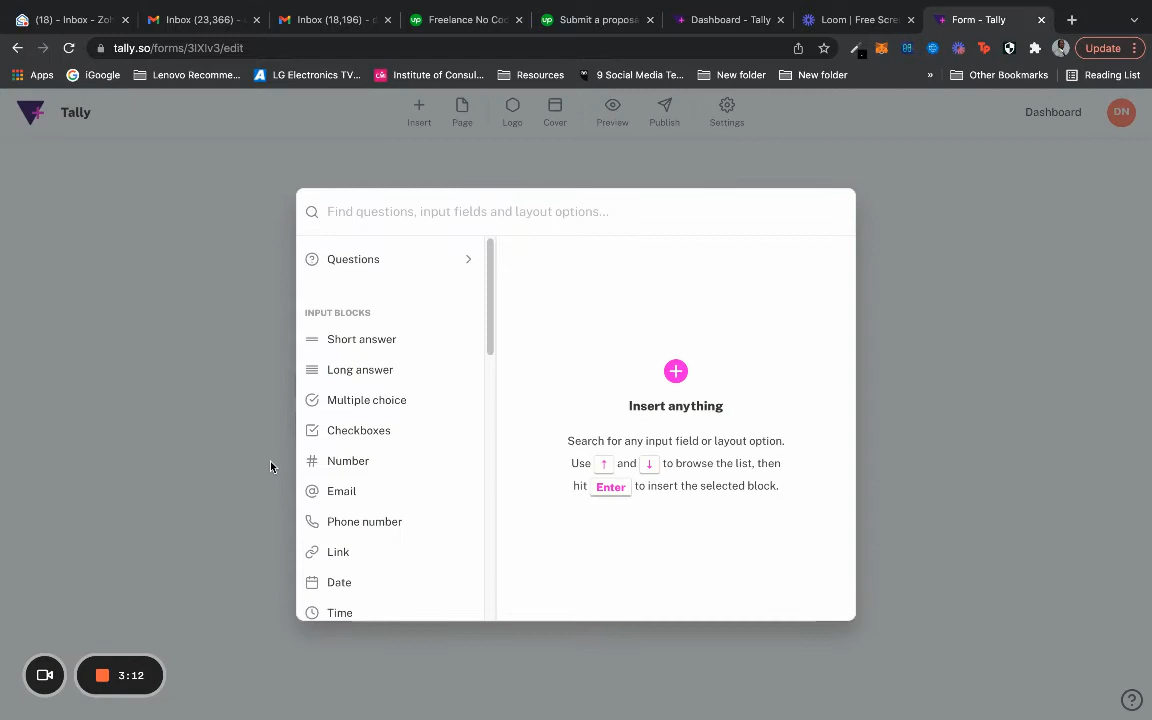 (18) - Inbox - Zoh
Inbox (23,366) -
Inbox (18,196) - d
Freelance No Co
Submit a proposa
Dashboard - Tally
Loom | Free Scre
Form - Tally
tally.so/forms/3lXlv3/edit
Update
Apps
iGoogle
Lenovo Recomme...
LG Electronics TV...
Institute of Consul...
Resources
9 Social Media Te...
New folder
New folder
»
Other Bookmarks
Reading List
Tally
Insert
Page
Logo
Cover
Preview
Publish
Settings
Dashboard
DN
Find questions, input fields and layout options...
Questions
INPUT BLOCKS
Short answer
Long answer
Multiple choice
Checkboxes
Number
Email
Phone number
Link
Date
Time
Insert anything
Search for any input field or layout option.
Use ↑ and ↓ to browse the list, then
hit Enter to insert the selected block.
3:12